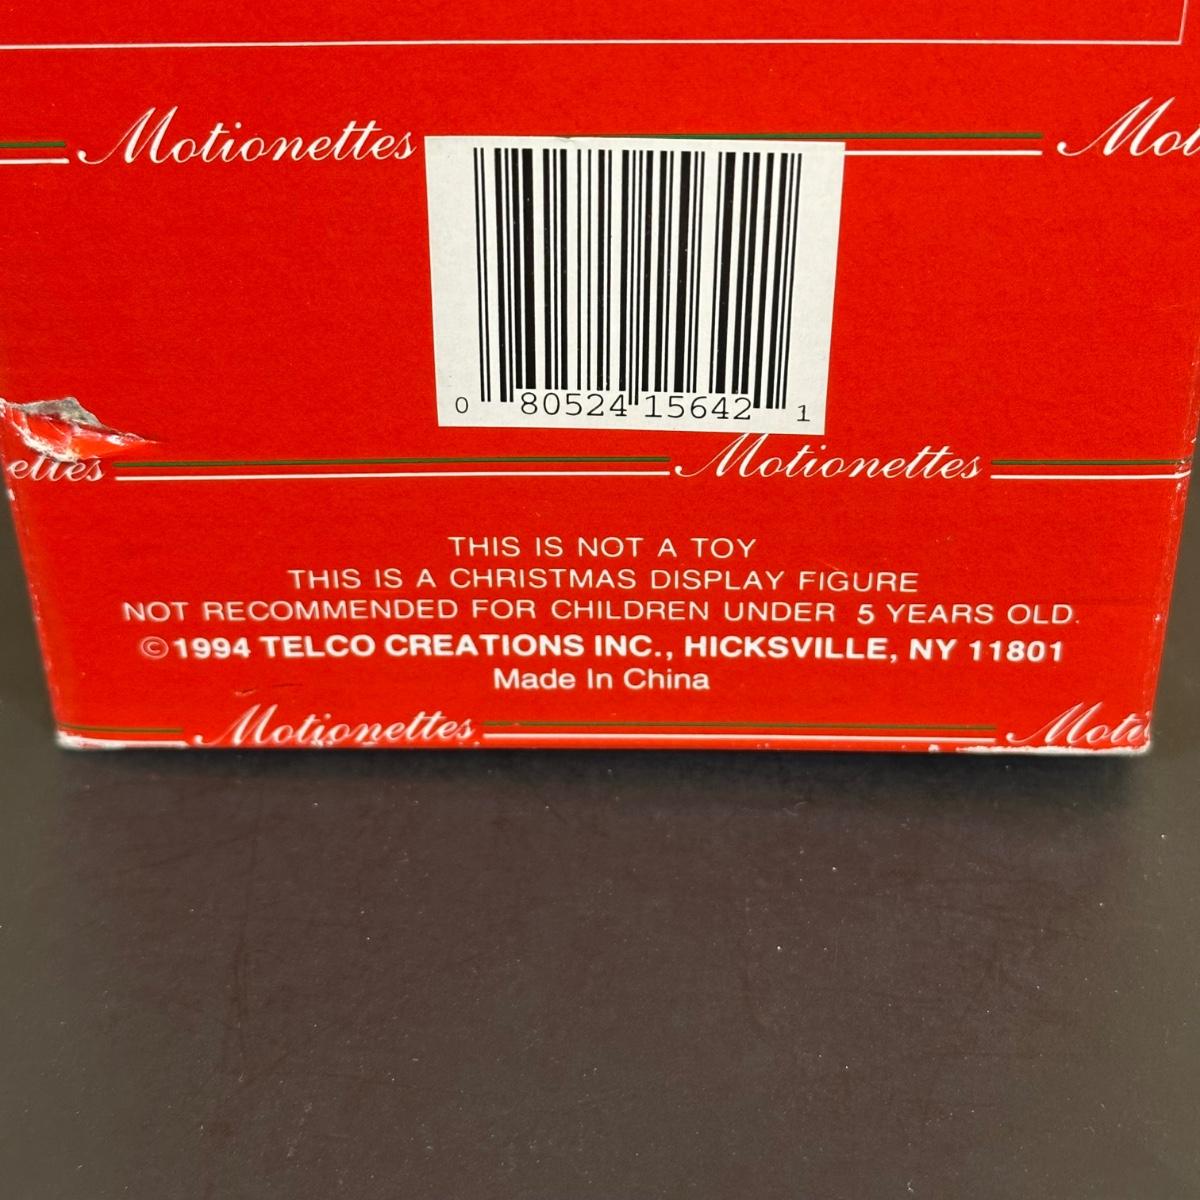 Motionettes Mot
0 80524 15642 1
ettes Motionettes
THIS IS NOT A TOY
THIS IS A CHRISTMAS DISPLAY FIGURE
NOT RECOMMENDED FOR CHILDREN UNDER 5 YEARS OLD.
©1994 TELCO CREATIONS INC., HICKSVILLE, NY 11801
Made In China
Motionettes Moti